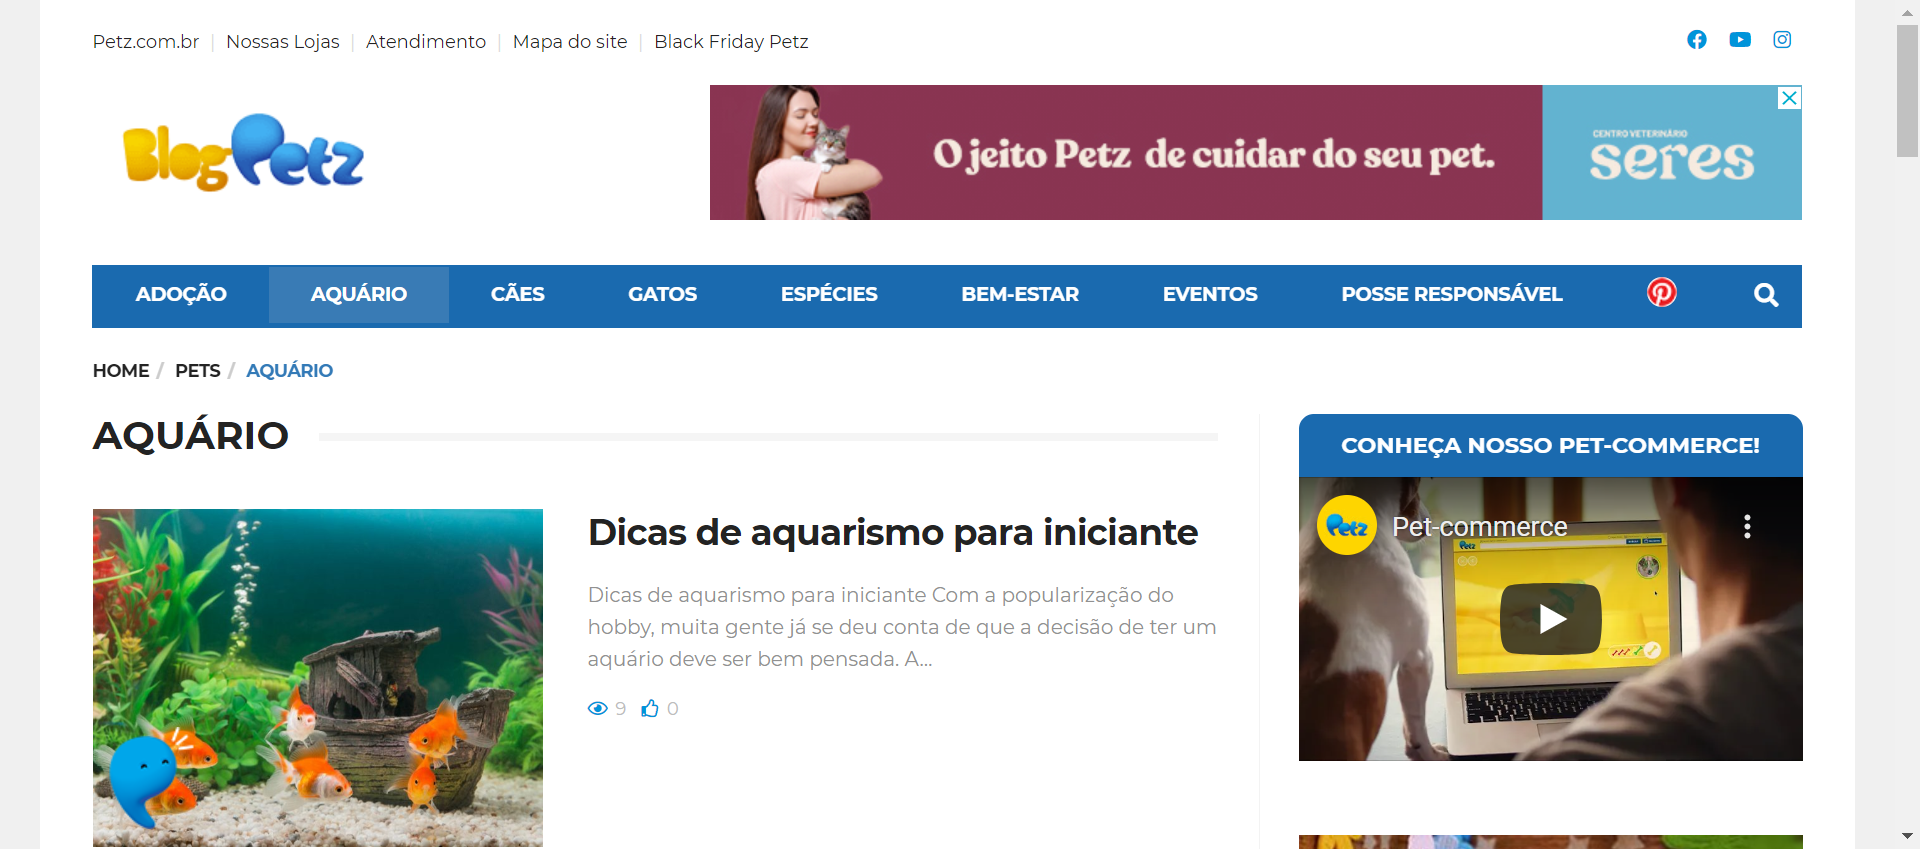 Petz.com.br
Nossas Lojas
Atendimento
Mapa do site
Black Friday Petz
Blog Petz
O jeito Petz de cuidar do seu pet.
CENTRO VETERINÁRIO
seres
ADOÇÃO
AQUÁRIO
CÃES
GATOS
ESPÉCIES
BEM-ESTAR
EVENTOS
POSSE RESPONSÁVEL
HOME / PETS / AQUÁRIO
AQUÁRIO
Dicas de aquarismo para iniciante
Dicas de aquarismo para iniciante Com a popularização do
hobby, muita gente já se deu conta de que a decisão de ter um
aquário deve ser bem pensada. A...
9
0
CONHEÇA NOSSO PET-COMMERCE!
Petz
Pet-commerce
Petz